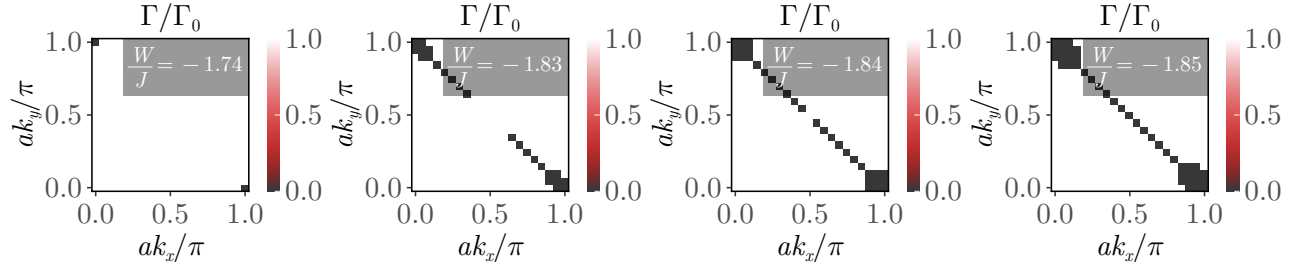 Γ/Γ₀ Γ/Γ₀ Γ/Γ₀ Γ/Γ₀
1.0 1.0 1.0 1.0 1.0 1.0 1.0 1.0
W/J = −1.74 W/J = −1.83 W/J = −1.84 W/J = −1.85
ak_y/π 0.5 0.5 ak_y/π 0.5 0.5 ak_y/π 0.5 0.5 ak_y/π 0.5 0.5
0.0 0.0 0.0 0.0 0.0 0.0 0.0 0.0
0.0 0.5 1.0 0.0 0.5 1.0 0.0 0.5 1.0 0.0 0.5 1.0
ak_x/π ak_x/π ak_x/π ak_x/π